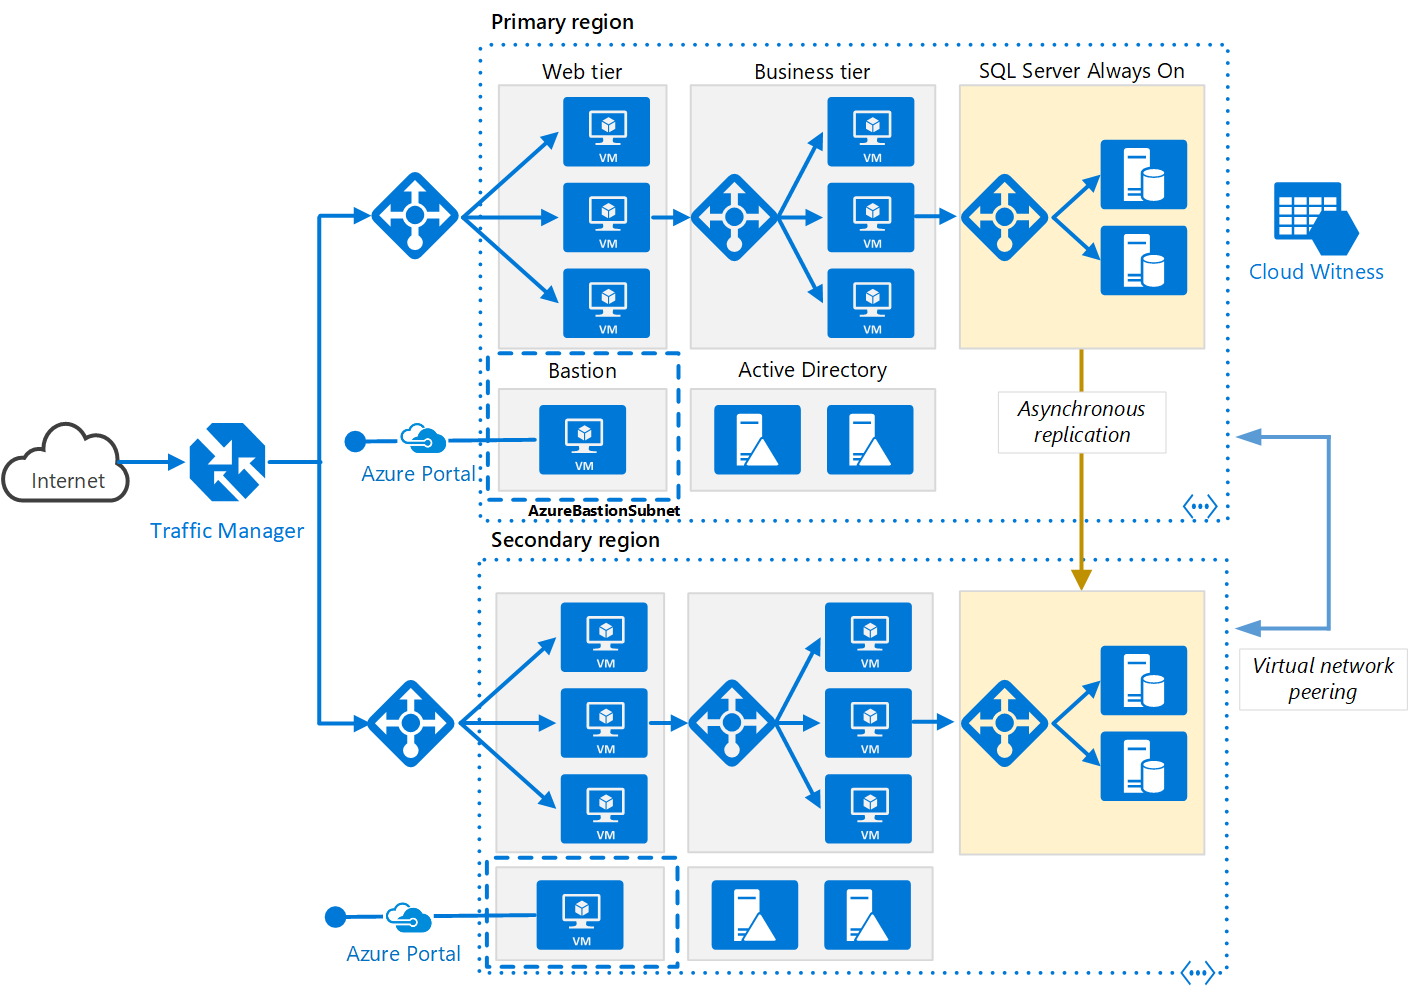 Primary region
Web tier
Business tier
SQL Server Always On
VM
VM
VM
VM
VM
VM
Cloud Witness
Bastion
Active Directory
VM
Azure Portal
AzureBastionSubnet
Asynchronous
replication
Internet
Traffic Manager
Secondary region
VM
VM
VM
VM
VM
VM
Virtual network
peering
VM
Azure Portal